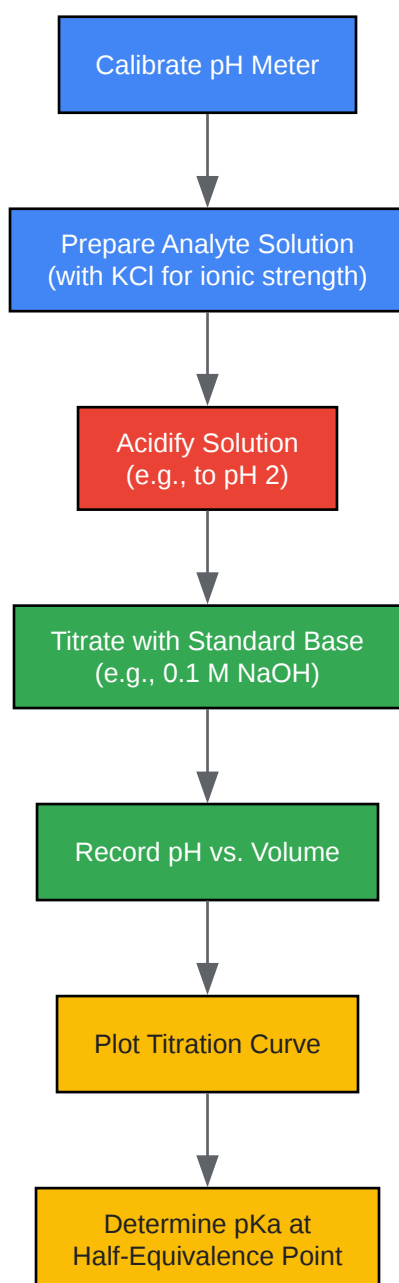 Calibrate pH Meter
Prepare Analyte Solution
(with KCl for ionic strength)
Acidify Solution
(e.g., to pH 2)
Titrate with Standard Base
(e.g., 0.1 M NaOH)
Record pH vs. Volume
Plot Titration Curve
Determine pKa at
Half-Equivalence Point